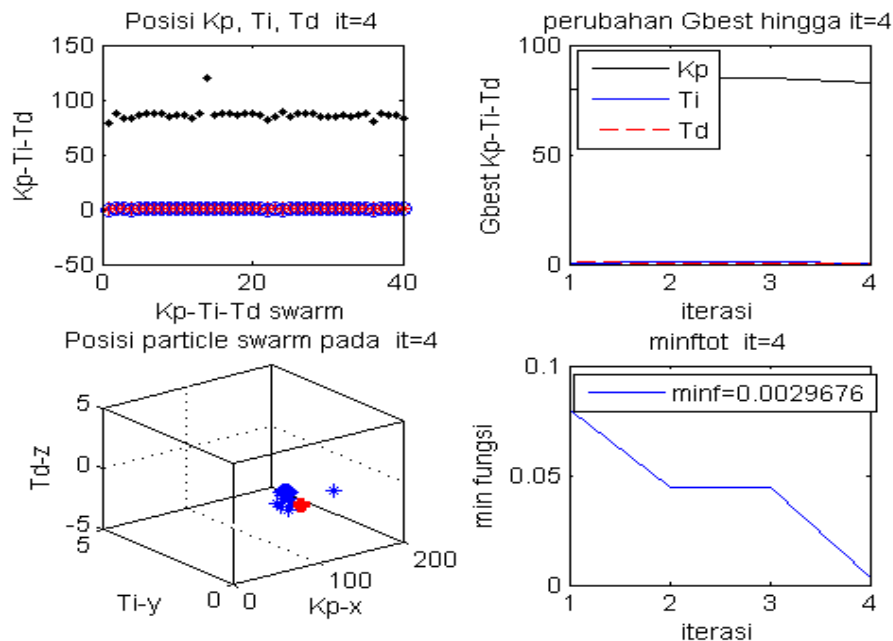 Posisi Kp, Ti, Td it=4
150
100
50
0
-50
Kp-Ti-Td
0
20
40
Kp-Ti-Td swarm
perubahan Gbest hingga it=4
100
50
0
Gbest Kp-Ti-Td
Kp
Ti
Td
1
2
3
4
iterasi
Posisi particle swarm pada it=4
5
0
-5
Td-z
5
0
Ti-y
0
100
200
Kp-x
minftot it=4
0.1
0.05
0
min fungsi
minf=0.0029676
1
2
3
4
iterasi